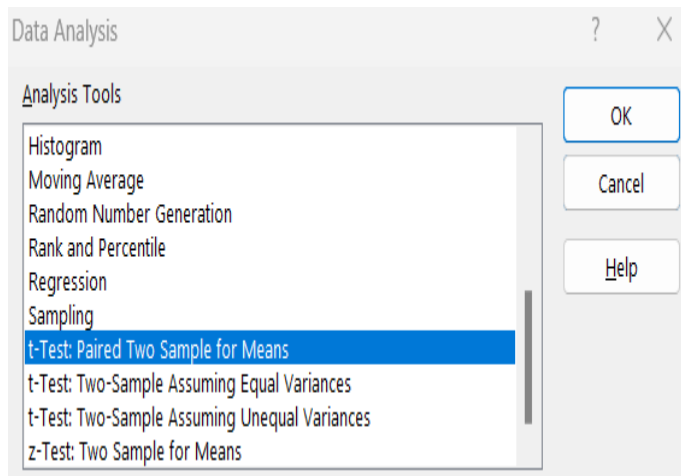 Data Analysis ? X
Analysis Tools
Histogram
Moving Average
Random Number Generation
Rank and Percentile
Regression
Sampling
t-Test: Paired Two Sample for Means
t-Test: Two-Sample Assuming Equal Variances
t-Test: Two-Sample Assuming Unequal Variances
z-Test: Two Sample for Means
OK
Cancel
Help